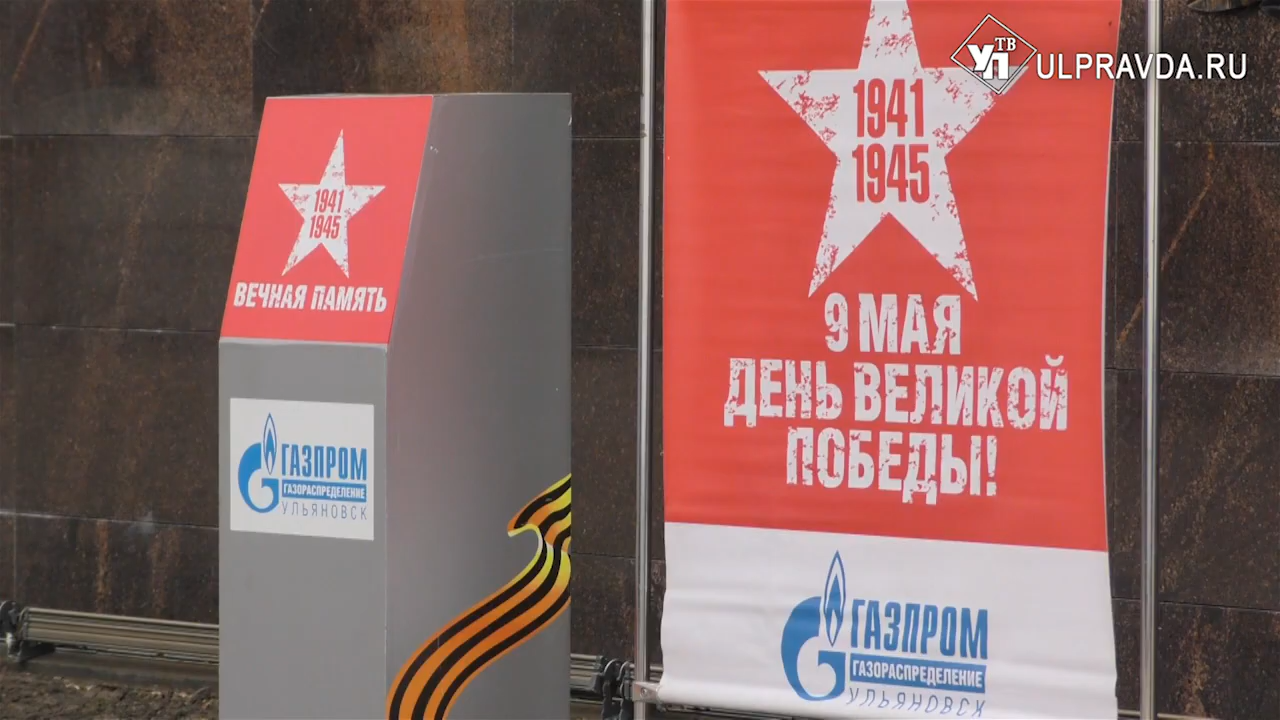 УП ТВ
ULPRAVDA.RU
1941
1945
ВЕЧНАЯ ПАМЯТЬ
ГАЗПРОМ
ГАЗОРАСПРЕДЕЛЕНИЕ
УЛЬЯНОВСК
1941
1945
9 МАЯ
ДЕНЬ ВЕЛИКОЙ
ПОБЕДЫ!
ГАЗПРОМ
ГАЗОРАСПРЕДЕЛЕНИЕ
УЛЬЯНОВСК